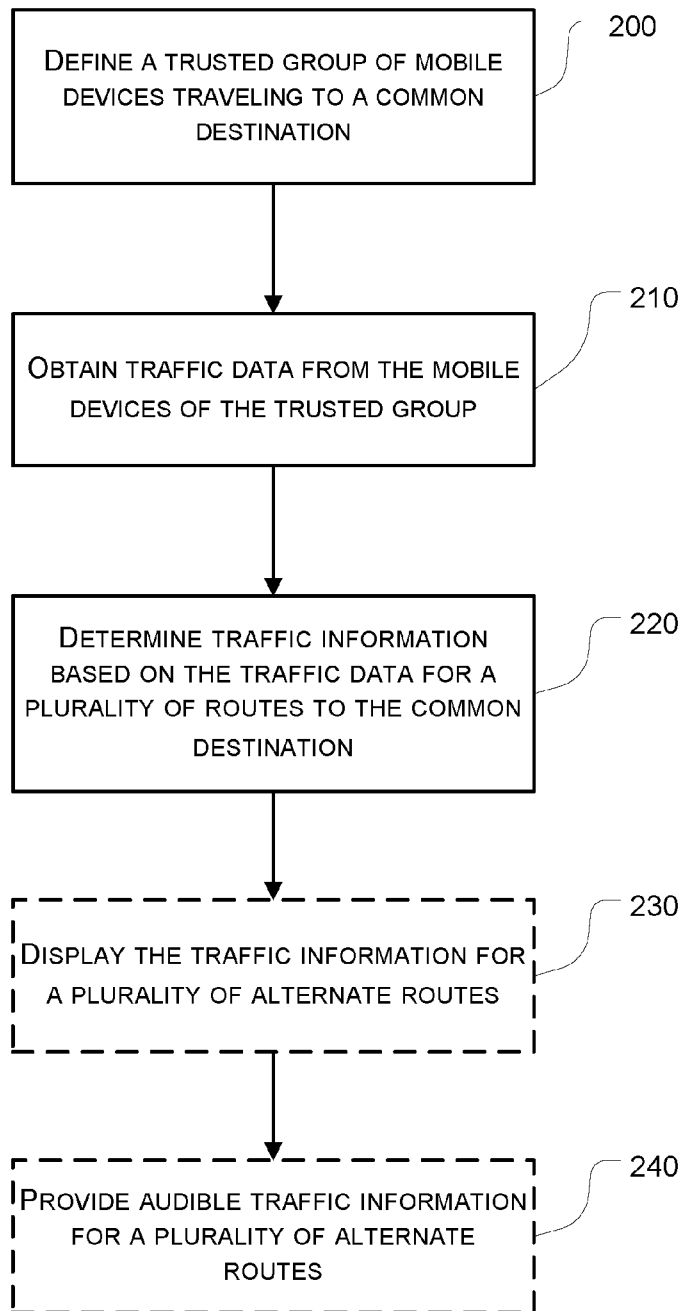 200
DEFINE A TRUSTED GROUP OF MOBILE
DEVICES TRAVELING TO A COMMON
DESTINATION
210
OBTAIN TRAFFIC DATA FROM THE MOBILE
DEVICES OF THE TRUSTED GROUP
220
DETERMINE TRAFFIC INFORMATION
BASED ON THE TRAFFIC DATA FOR A
PLURALITY OF ROUTES TO THE COMMON
DESTINATION
230
DISPLAY THE TRAFFIC INFORMATION FOR
A PLURALITY OF ALTERNATE ROUTES
240
PROVIDE AUDIBLE TRAFFIC INFORMATION
FOR A PLURALITY OF ALTERNATE
ROUTES